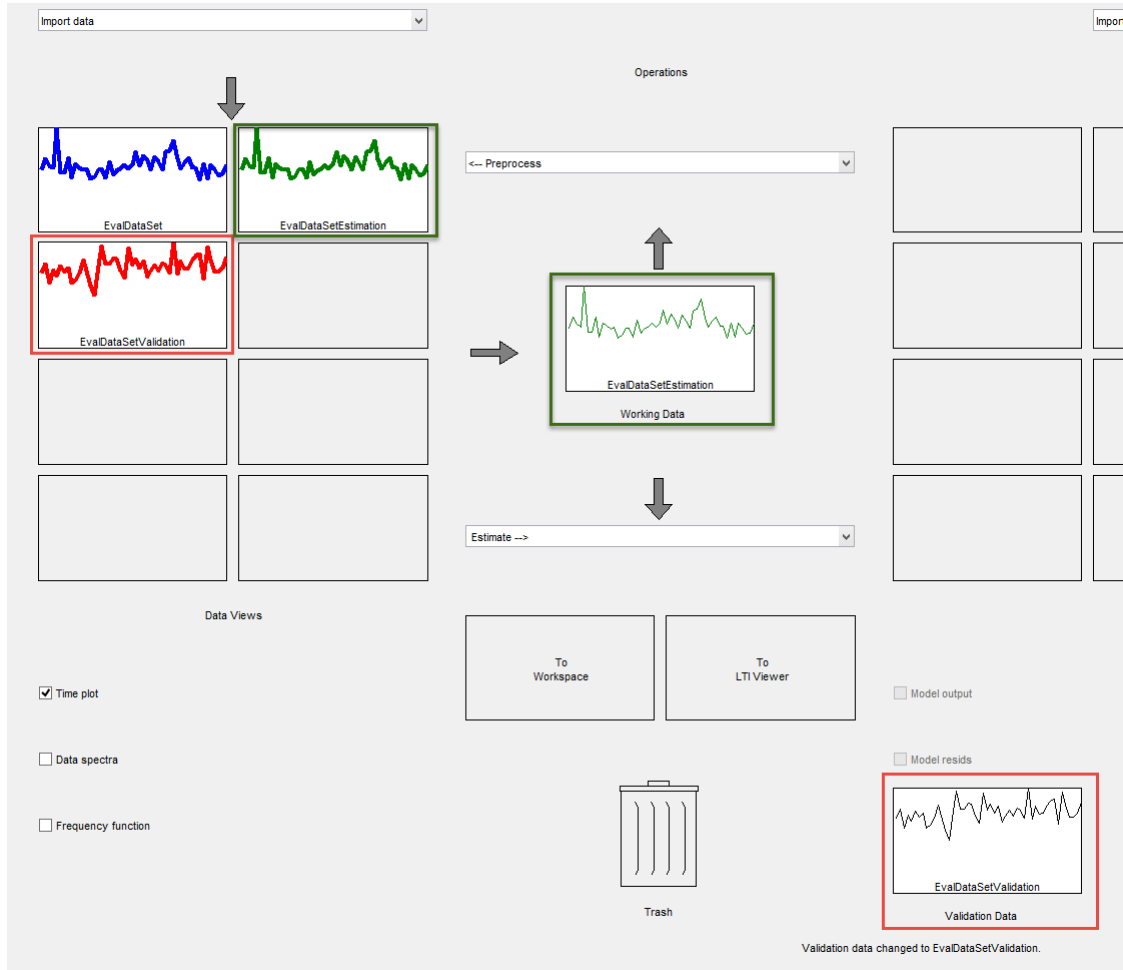 Import data
Import
Operations
<-- Preprocess
EvalDataSet
EvalDataSetEstimation
EvalDataSetValidation
EvalDataSetEstimation
Working Data
Estimate -->
Data Views
To
Workspace
To
LTI Viewer
Time plot
Model output
Data spectra
Model resids
Frequency function
EvalDataSetValidation
Trash
Validation Data
Validation data changed to EvalDataSetValidation.